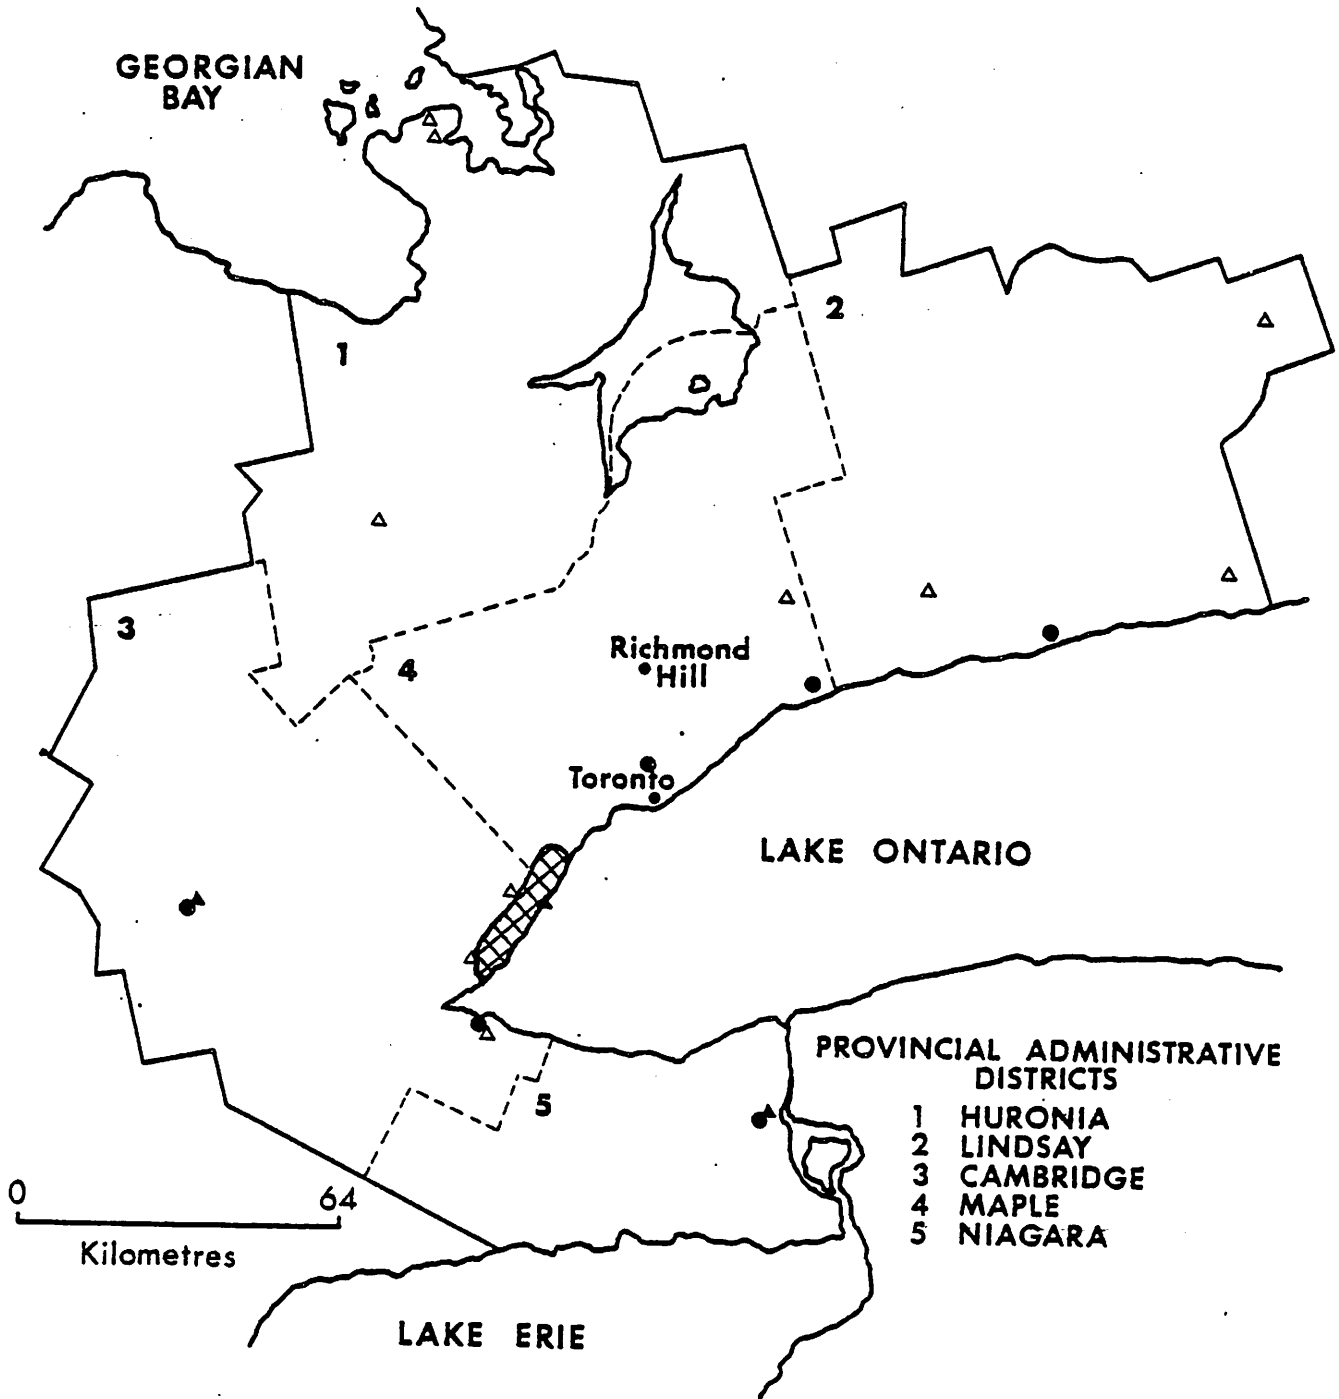 GEORGIAN
BAY
1
2
3
4
Richmond
Hill
Toronto
LAKE ONTARIO
5
PROVINCIAL ADMINISTRATIVE
DISTRICTS
1 HURONIA
2 LINDSAY
3 CAMBRIDGE
4 MAPLE
5 NIAGARA
0 64
Kilometres
LAKE ERIE